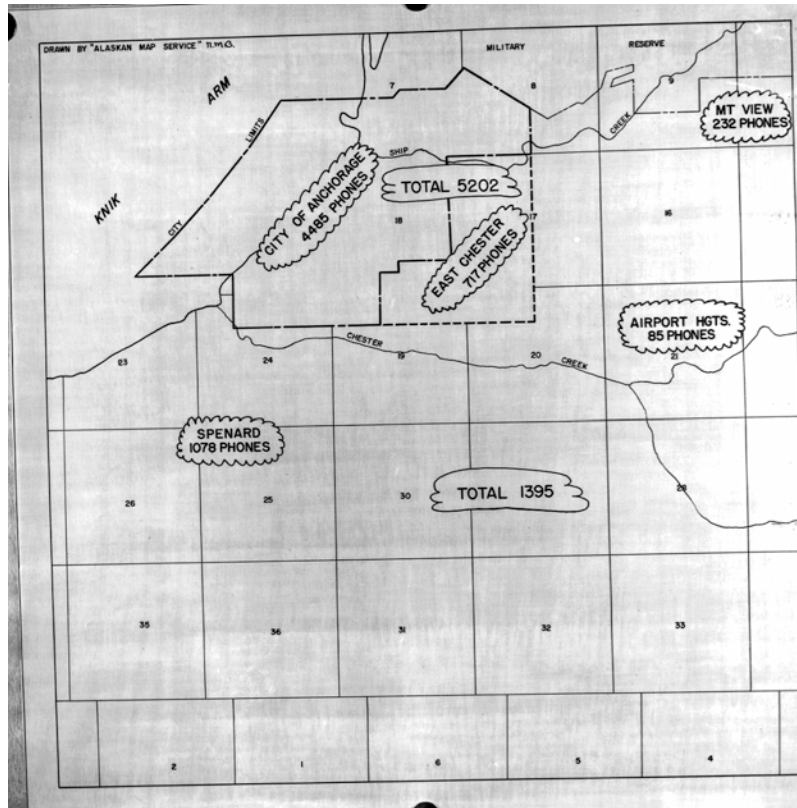 DRAWN BY "ALASKAN MAP SERVICE" n.m.G.
MILITARY
RESERVE
7
8
9
ARM
MT VIEW
232 PHONES
LIMITS
CREEK
SHIP
KNIK
CITY
CITY OF ANCHORAGE
4485 PHONES
TOTAL 5202
18
17
16
EAST CHESTER
717 PHONES
AIRPORT HGTS.
85 PHONES
21
23
24
CHESTER
19
20
CREEK
SPENARD
1078 PHONES
TOTAL 1395
26
25
30
28
35
36
31
32
33
2
1
6
5
4